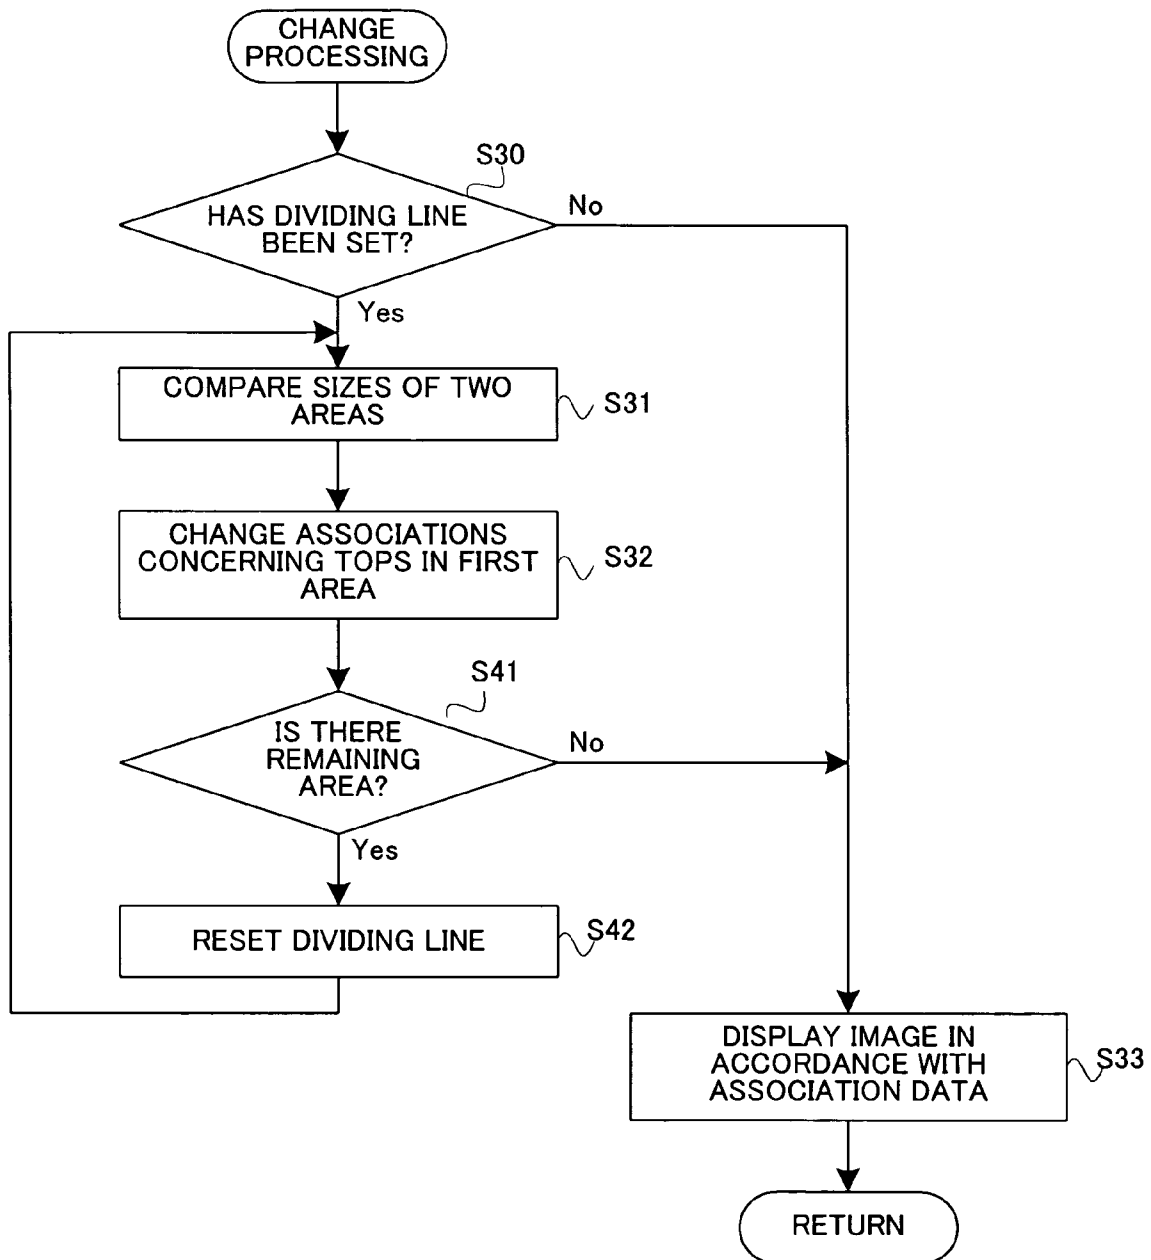 CHANGE
PROCESSING
S30
HAS DIVIDING LINE
BEEN SET?
No
Yes
COMPARE SIZES OF TWO
AREAS
S31
CHANGE ASSOCIATIONS
CONCERNING TOPS IN FIRST
AREA
S32
S41
IS THERE
REMAINING
AREA?
No
Yes
RESET DIVIDING LINE
S42
DISPLAY IMAGE IN
ACCORDANCE WITH
ASSOCIATION DATA
S33
RETURN